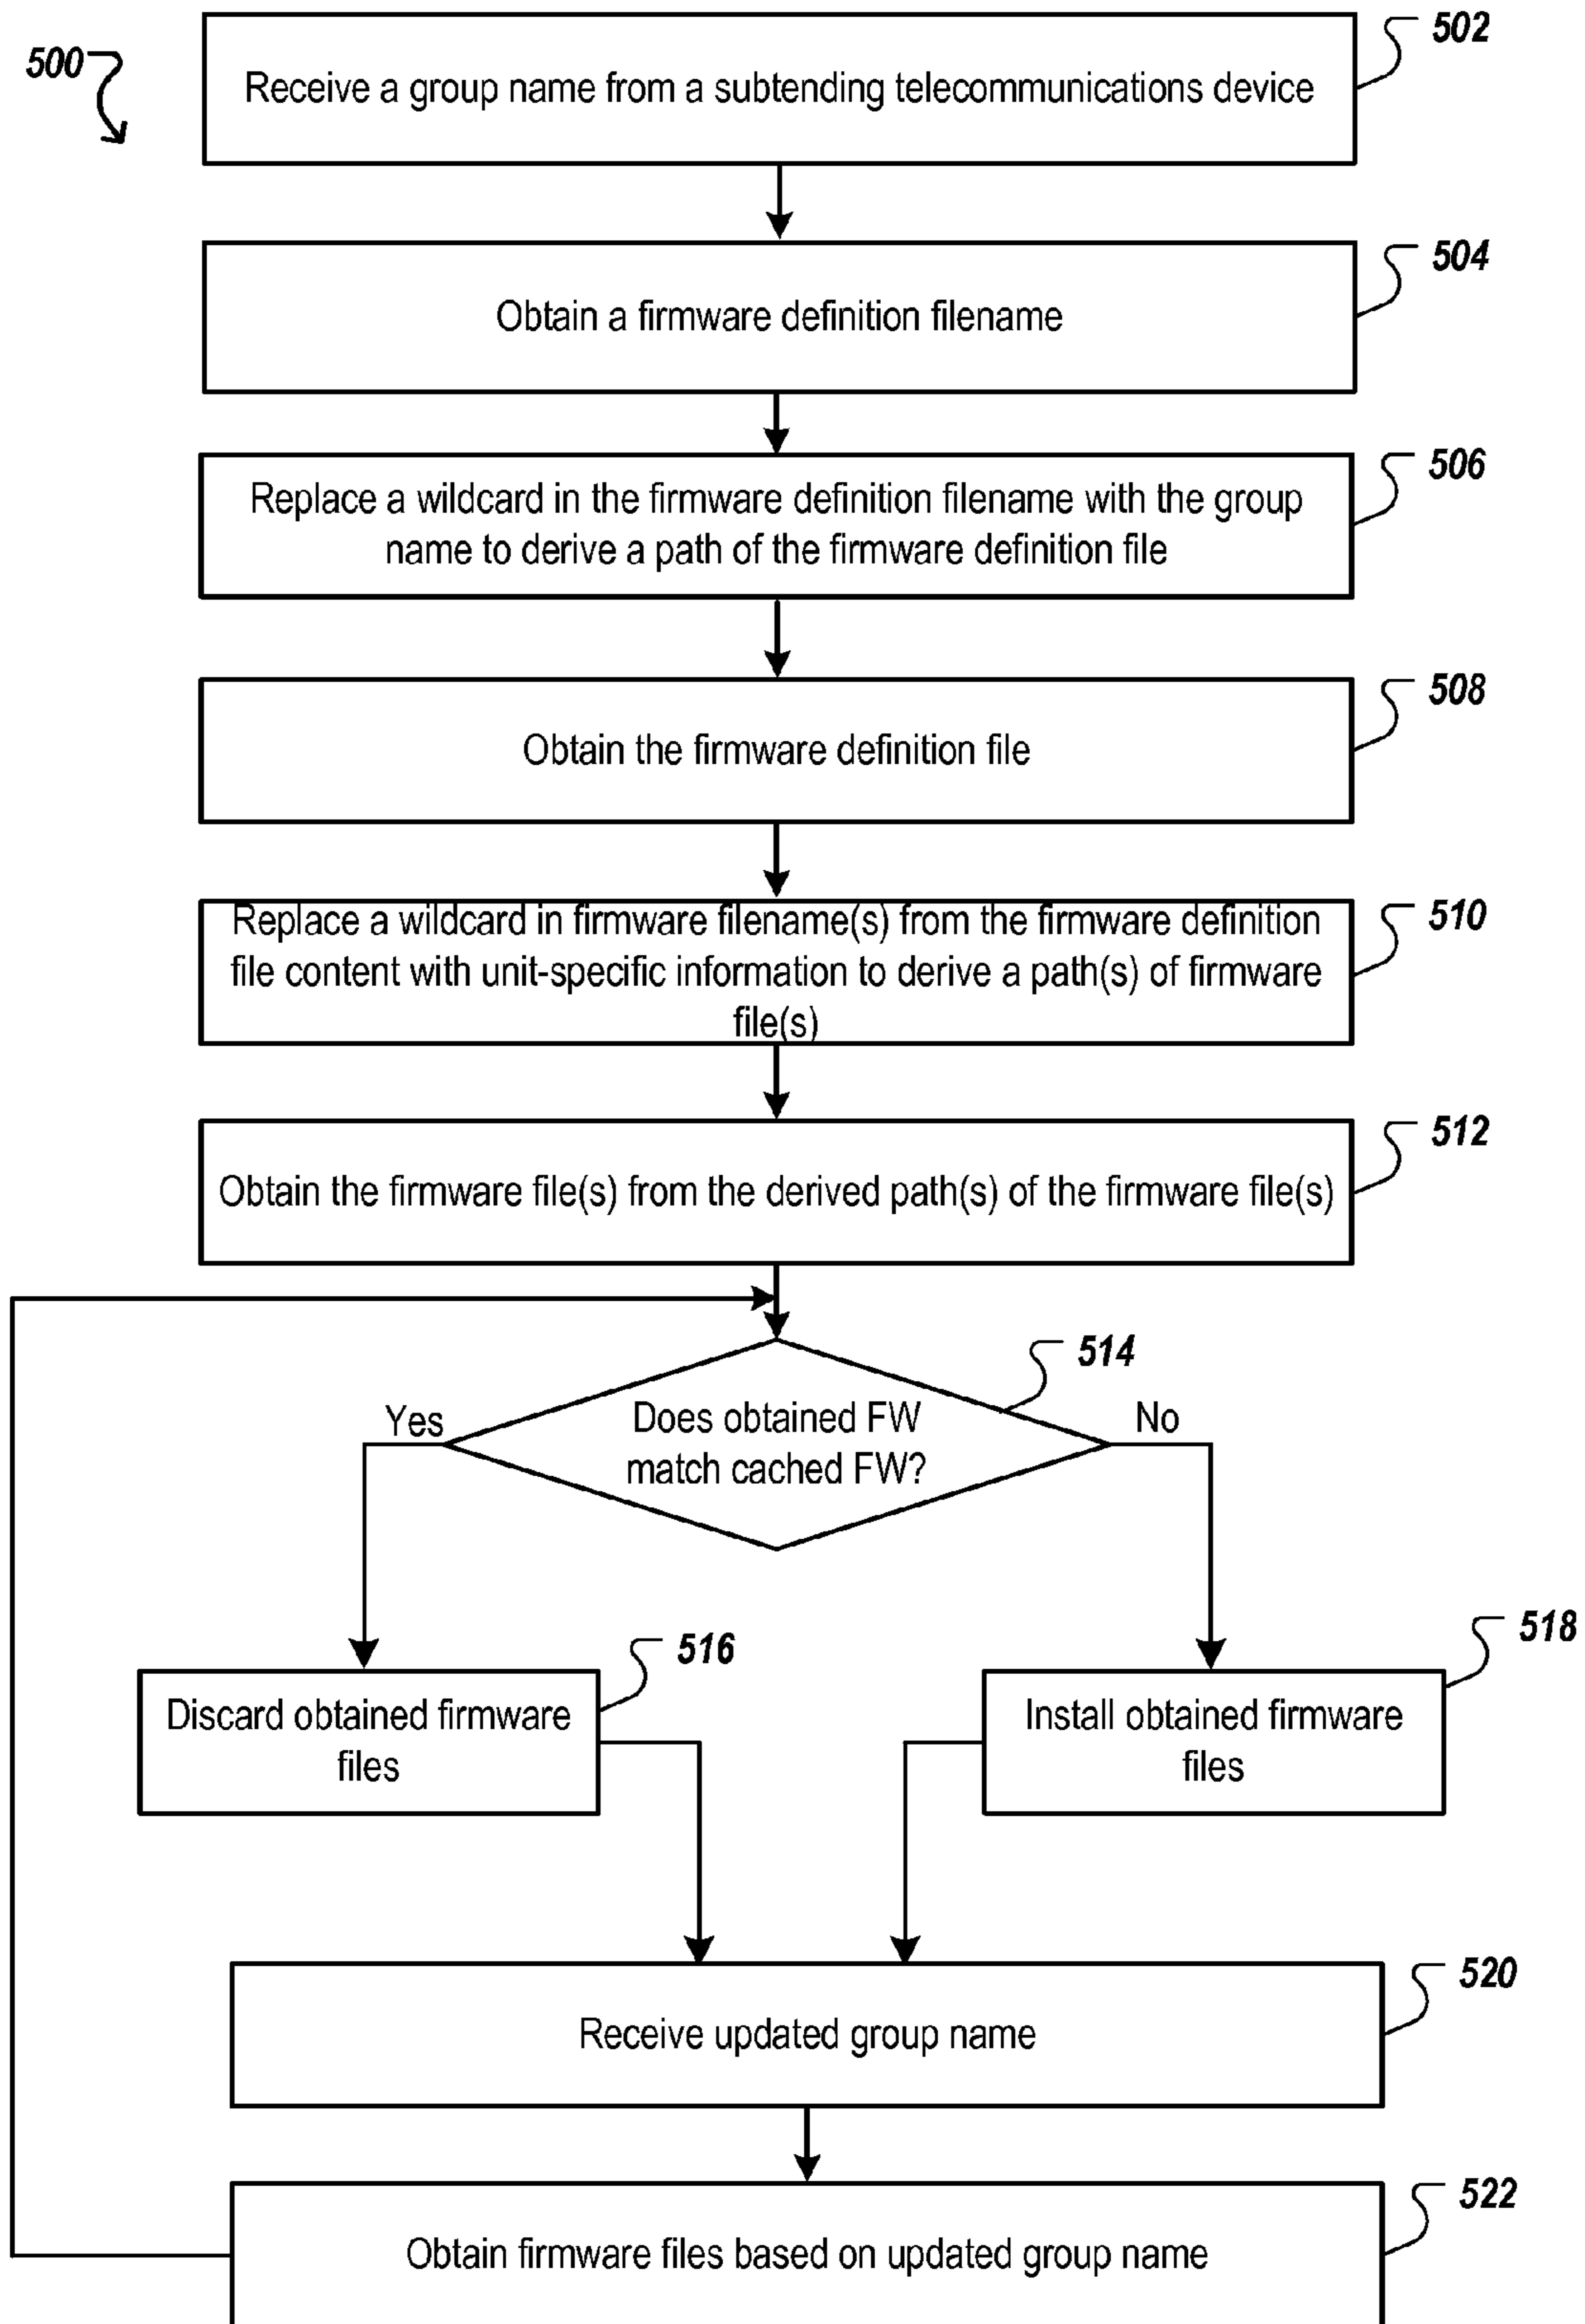 502
500
Receive a group name from a subtending telecommunications device
504
Obtain a firmware definition filename
506
Replace a wildcard in the firmware definition filename with the group
name to derive a path of the firmware definition file
508
Obtain the firmware definition file
510
Replace a wildcard in firmware filename(s) from the firmware definition
file content with unit-specific information to derive a path(s) of firmware
file(s)
512
Obtain the firmware file(s) from the derived path(s) of the firmware file(s)
514
Yes
Does obtained FW
match cached FW?
No
516
518
Discard obtained firmware
files
Install obtained firmware
files
520
Receive updated group name
522
Obtain firmware files based on updated group name